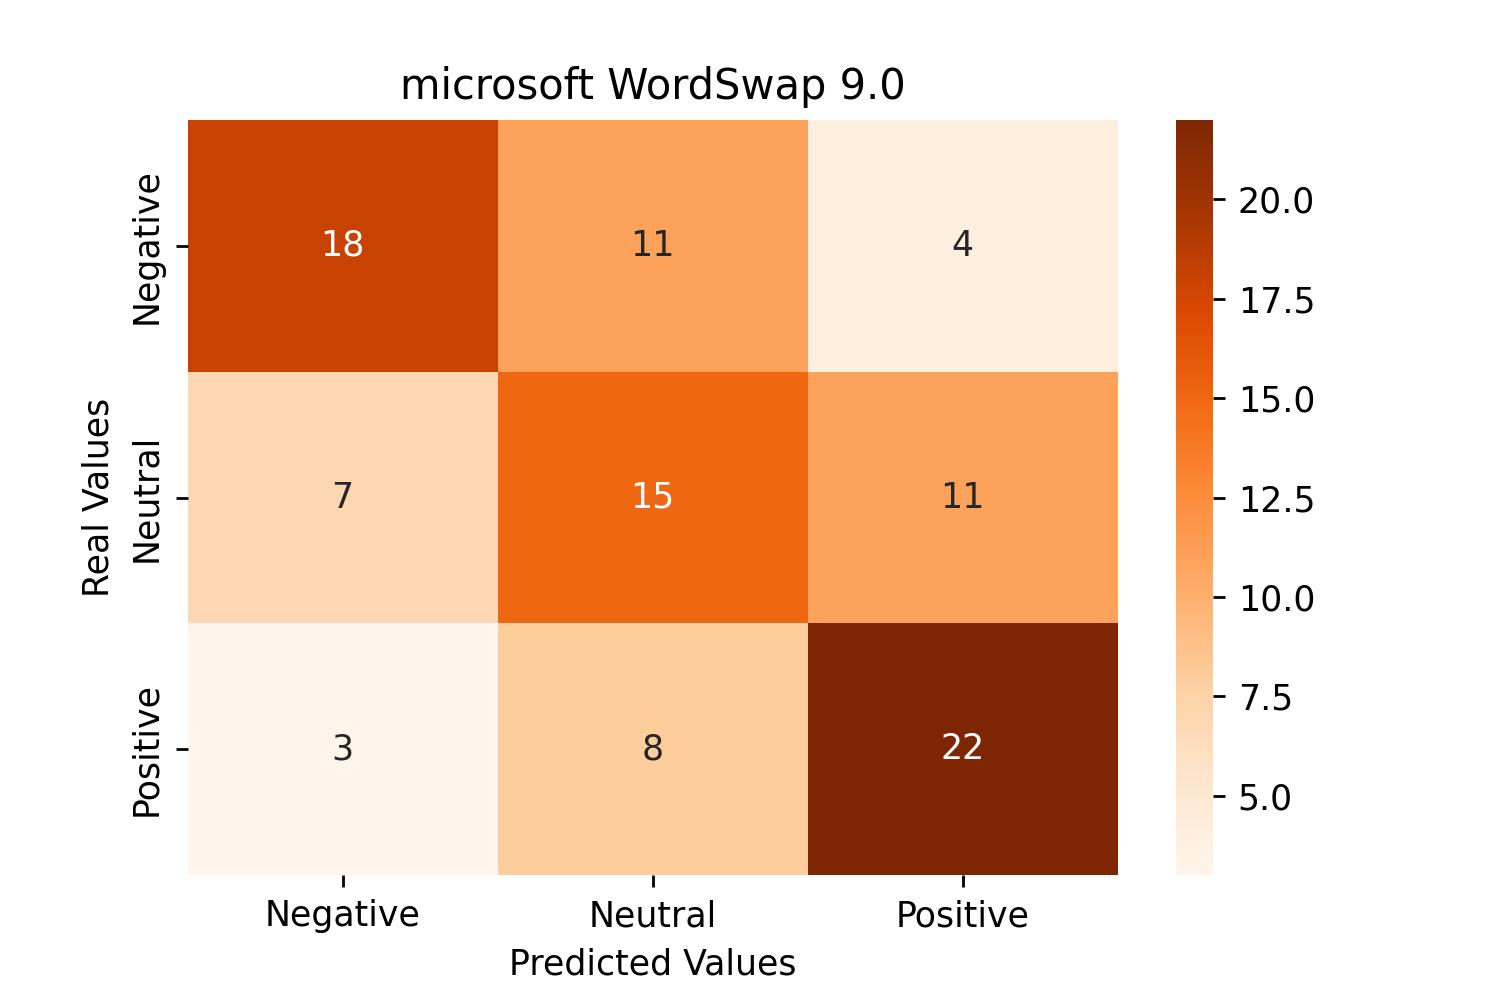 microsoft WordSwap 9.0
Real Values
Negative
18 11 4
Neutral
7 15 11
Positive
3 8 22
Negative Neutral Positive
Predicted Values
20.0
17.5
15.0
12.5
10.0
7.5
5.0